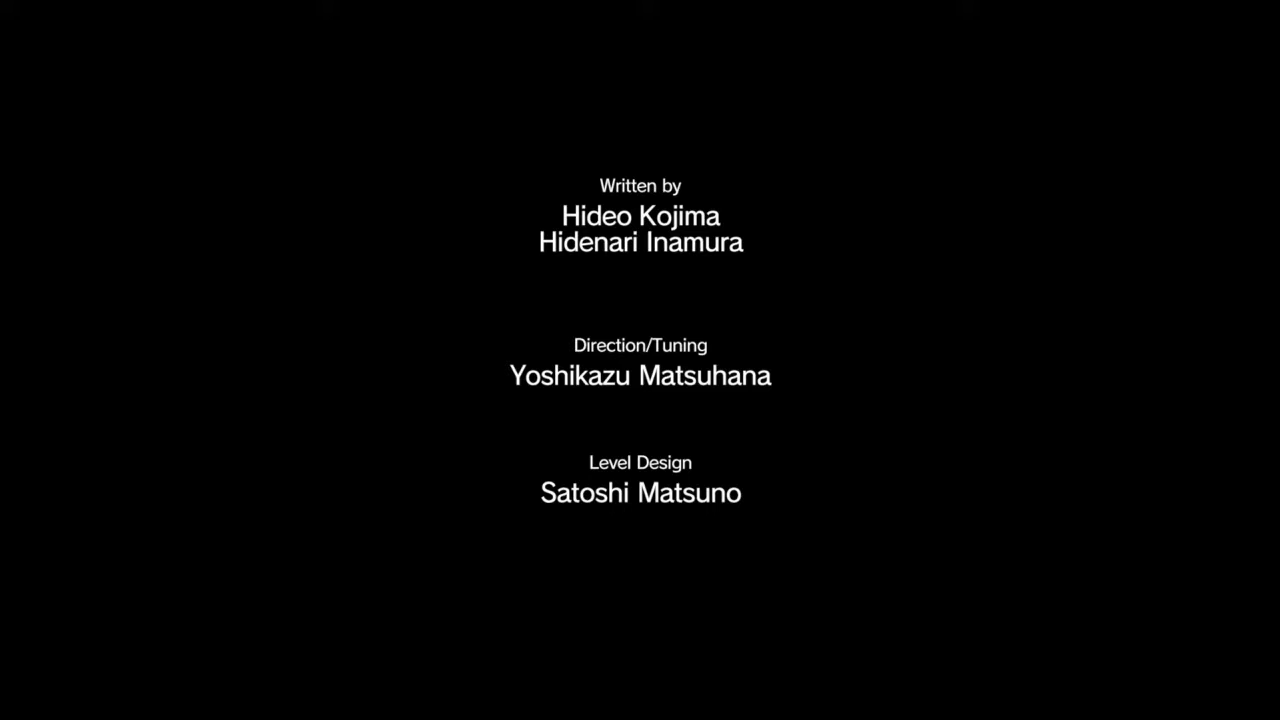 Written by
Hideo Kojima
Hidenari Inamura
Direction/Tuning
Yoshikazu Matsuhana
Level Design
Satoshi Matsuno